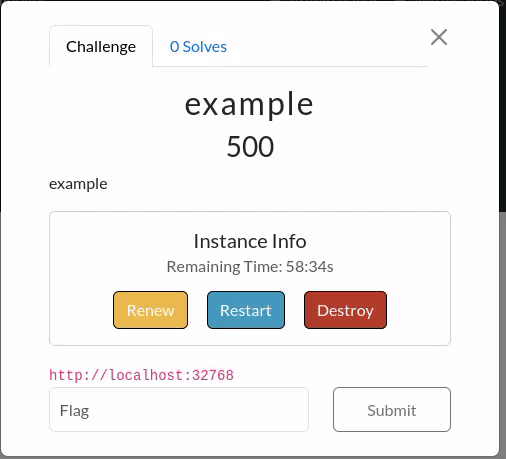 Challenge
0 Solves
example
500
example
Instance Info
Remaining Time: 58:34s
Renew
Restart
Destroy
http://localhost:32768
Flag
Submit